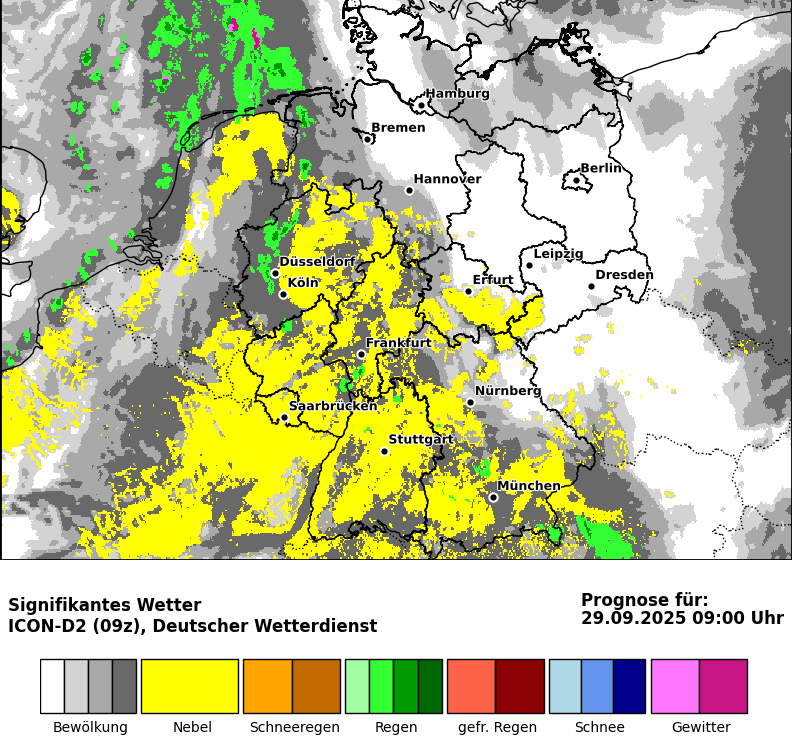 Hamburg
Bremen
Berlin
Hannover
Leipzig
Düsseldorf
Dresden
Köln
Erfurt
Frankfurt
Nürnberg
Saarbrücken
Stuttgart
München
Signifikantes Wetter
ICON-D2 (09z), Deutscher Wetterdienst
Prognose für:
29.09.2025 09:00 Uhr
Bewölkung Nebel Schneeregen Regen gefr. Regen Schnee Gewitter